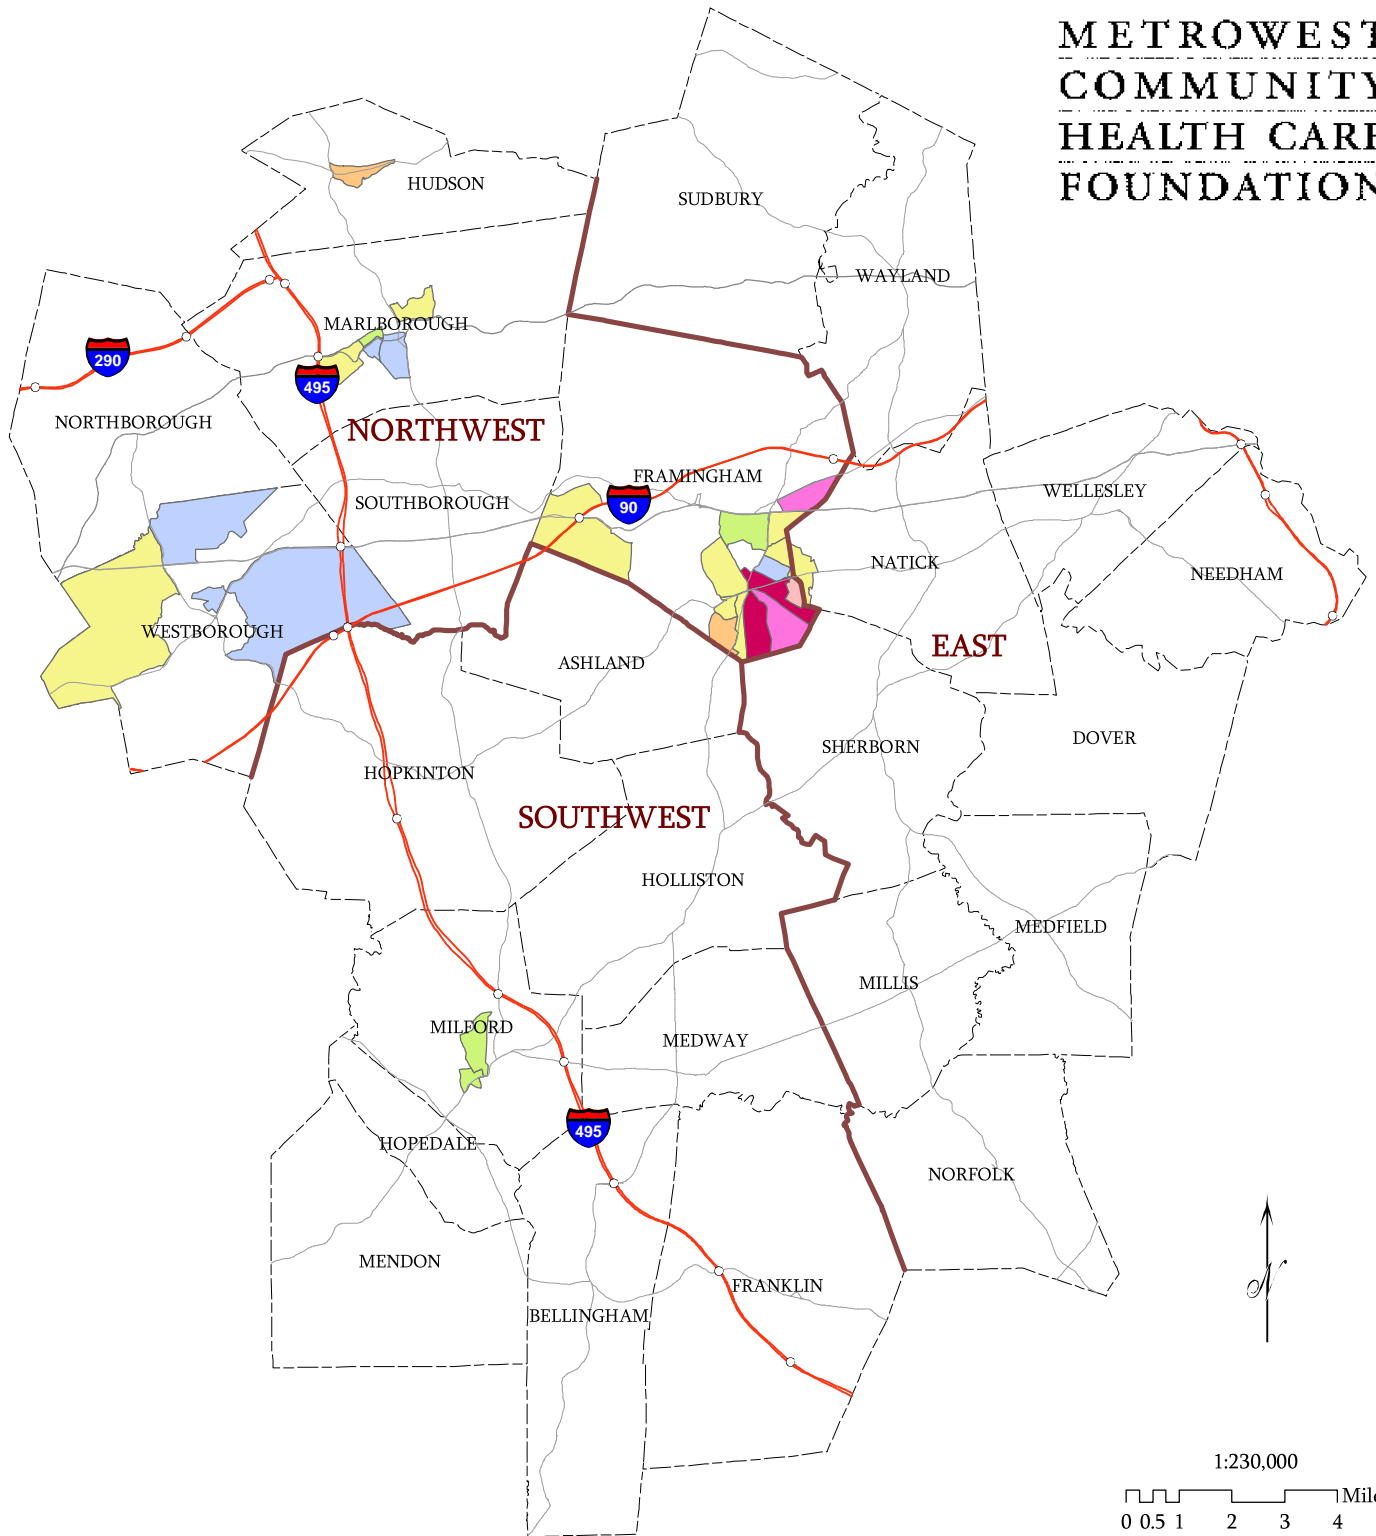 METROWEST
COMMUNITY
HEALTH CARE
FOUNDATION
HUDSON
SUDBURY
WAYLAND
MARLBOROUGH
290
495
NORTHBOROUGH
NORTHWEST
FRAMINGHAM
SOUTHBOROUGH
90
WELLESLEY
NATICK
NEEDHAM
WESTBOROUGH
EAST
ASHLAND
SHERBORN
DOVER
HOPKINTON
SOUTHWEST
HOLLISTON
MEDFIELD
MILLIS
MILFORD
MEDWAY
495
HOPEDALE
NORFOLK
MENDON
N
FRANKLIN
BELLINGHAM
1:230,000
Mile
0 0.5 1 2 3 4